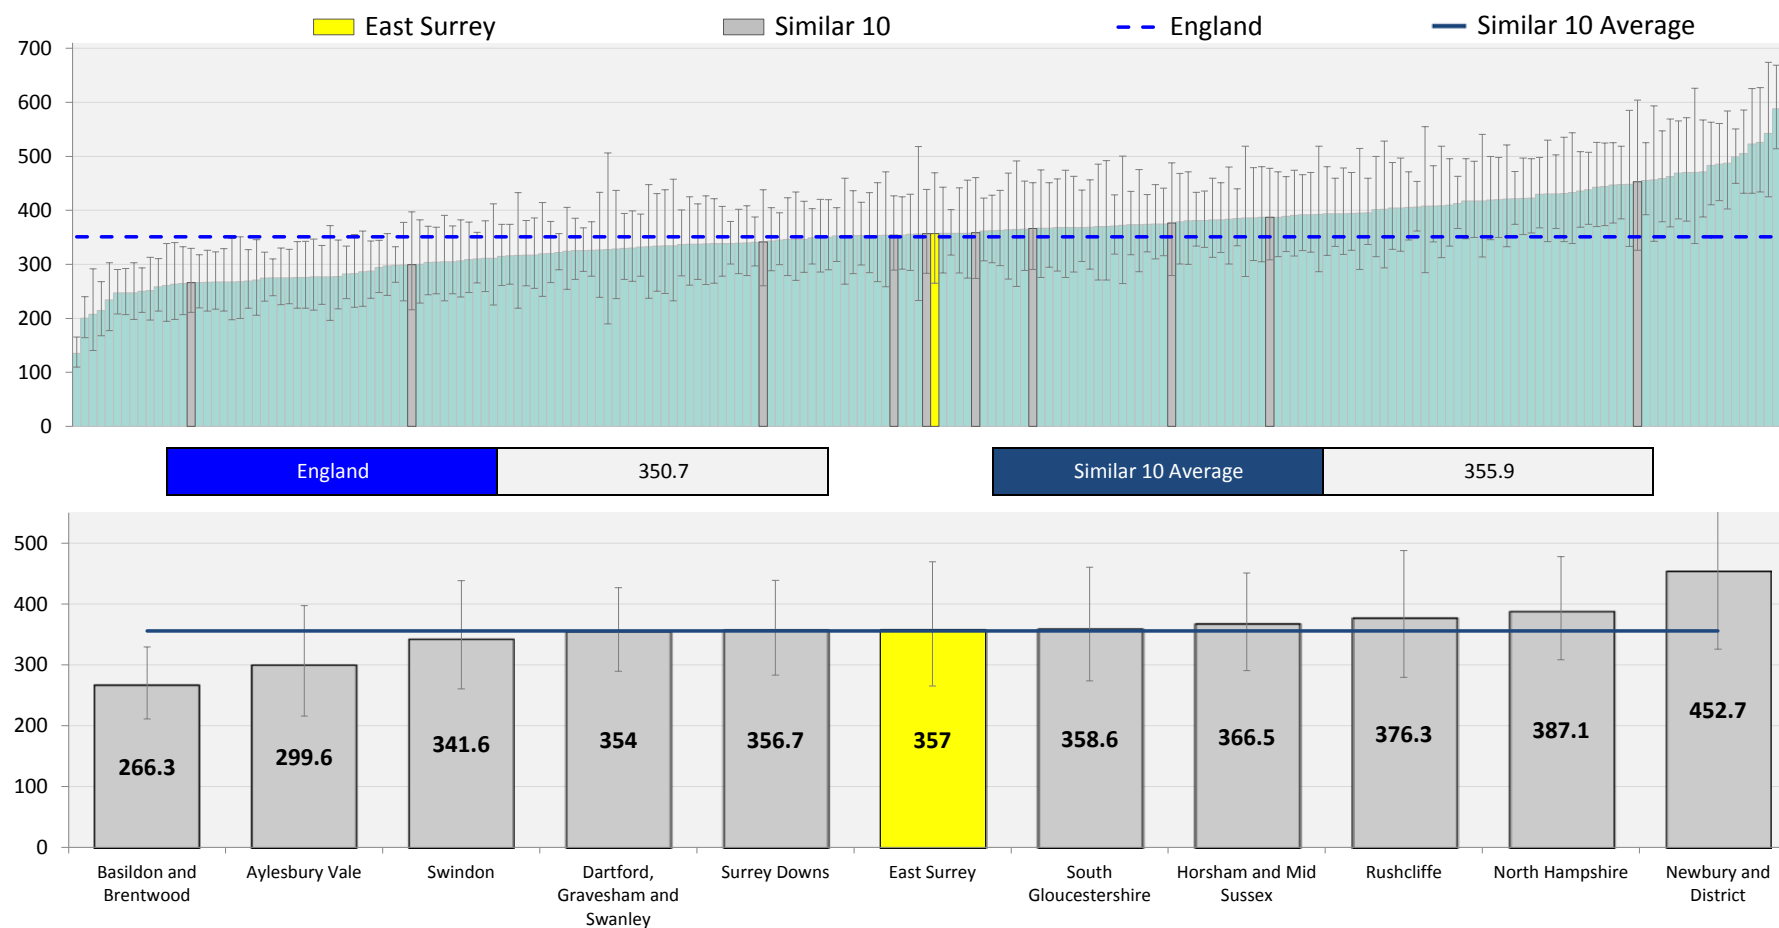 East Surrey Similar 10 England Similar 10 Average
700
600
500
400
300
200
100
0
England 350.7 Similar 10 Average 355.9
500
400
300
200
100
0
266.3 299.6 341.6 354 356.7 357 358.6 366.5 376.3 387.1 452.7
Basildon and Brentwood
Aylesbury Vale
Swindon
Dartford, Gravesham and Swanley
Surrey Downs
East Surrey
South Gloucestershire
Horsham and Mid Sussex
Rushcliffe
North Hampshire
Newbury and District